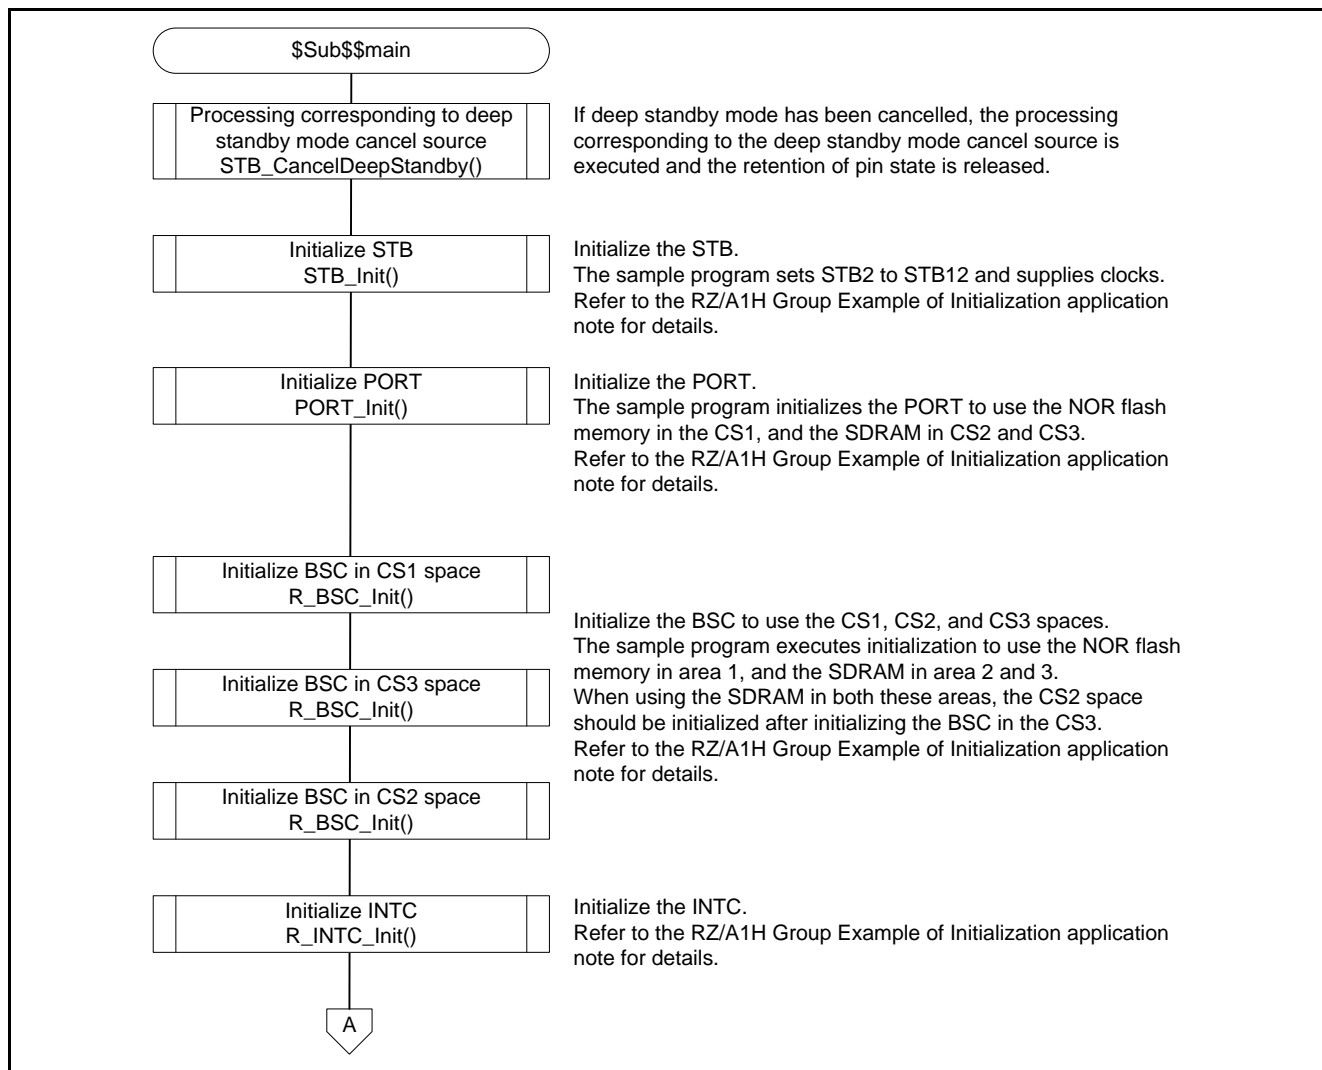 $Sub$$main
Processing corresponding to deep
standby mode cancel source
STB_CancelDeepStandby()
If deep standby mode has been cancelled, the processing
corresponding to the deep standby mode cancel source is
executed and the retention of pin state is released.
Initialize STB
STB_Init()
Initialize the STB.
The sample program sets STB2 to STB12 and supplies clocks.
Refer to the RZ/A1H Group Example of Initialization application
note for details.
Initialize PORT
PORT_Init()
Initialize the PORT.
The sample program initializes the PORT to use the NOR flash
memory in the CS1, and the SDRAM in CS2 and CS3.
Refer to the RZ/A1H Group Example of Initialization application
note for details.
Initialize BSC in CS1 space
R_BSC_Init()
Initialize BSC in CS3 space
R_BSC_Init()
Initialize BSC in CS2 space
R_BSC_Init()
Initialize the BSC to use the CS1, CS2, and CS3 spaces.
The sample program executes initialization to use the NOR flash
memory in area 1, and the SDRAM in area 2 and 3.
When using the SDRAM in both these areas, the CS2 space
should be initialized after initializing the BSC in the CS3.
Refer to the RZ/A1H Group Example of Initialization application
note for details.
Initialize INTC
R_INTC_Init()
Initialize the INTC.
Refer to the RZ/A1H Group Example of Initialization application
note for details.
A